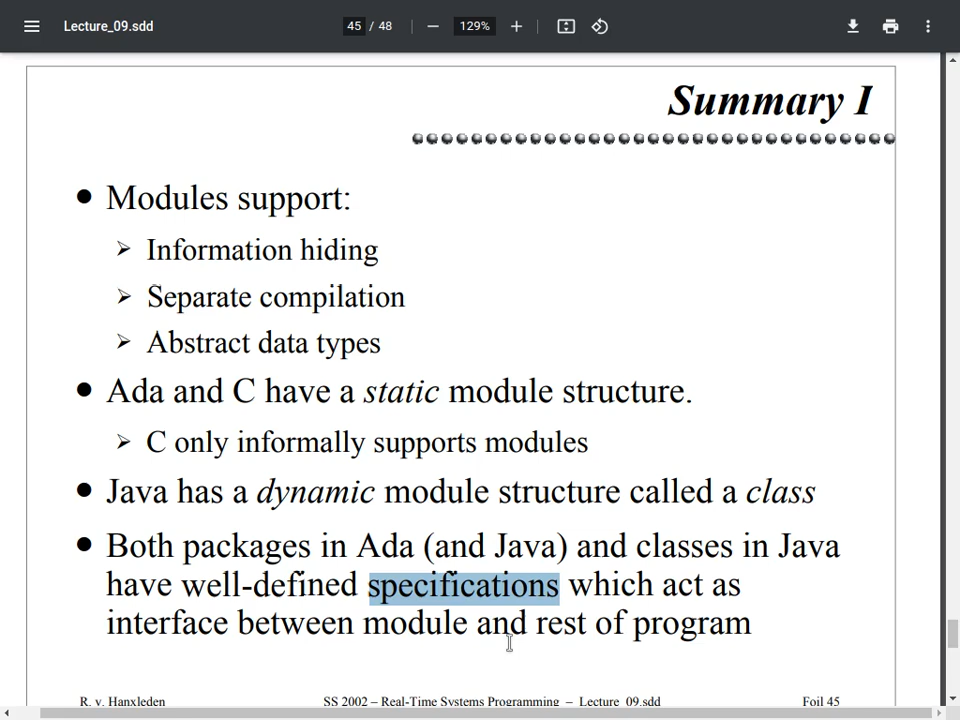 Lecture_09.sdd
45 / 48
129%
Summary I
Modules support:
Information hiding
Separate compilation
Abstract data types
Ada and C have a static module structure.
C only informally supports modules
Java has a dynamic module structure called a class
Both packages in Ada (and Java) and classes in Java
have well-defined specifications which act as
interface between module and rest of program
R. v. Hanxleden
SS 2002 – Real-Time Systems Programming – Lecture_09.sdd
Foil 45